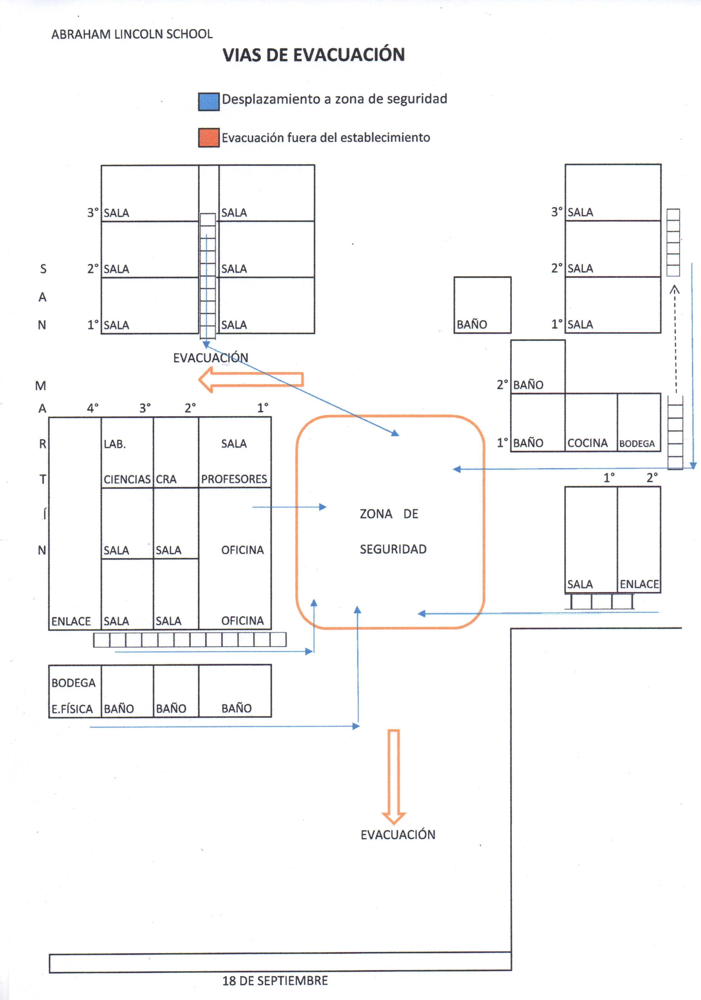 ABRAHAM LINCOLN SCHOOL
VIAS DE EVACUACIÓN
Desplazamiento a zona de seguridad
Evacuación fuera del establecimiento
3° SALA SALA
2° SALA SALA
1° SALA SALA
3° SALA
2° SALA
1° SALA
BAÑO
SAN MARTÍN
EVACUACIÓN
2° BAÑO
1° BAÑO COCINA BODEGA
4° 3° 2° 1°
LAB. SALA
CIENCIAS CRA PROFESORES
SALA SALA OFICINA
ENLACE SALA SALA OFICINA
ZONA DE
SEGURIDAD
1° 2°
SALA ENLACE
BODEGA
E.FÍSICA BAÑO BAÑO BAÑO
EVACUACIÓN
18 DE SEPTIEMBRE